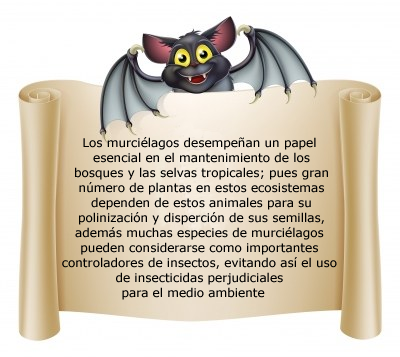 Los murciélagos desempeñan un papel
esencial en el mantenimiento de los
bosques y las selvas tropicales; pues gran
número de plantas en estos ecosistemas
dependen de estos animales para su
polinización y disperción de sus semillas,
además muchas especies de murciélagos
pueden considerarse como importantes
controladores de insectos, evitando así el uso
de insecticidas perjudiciales
para el medio ambiente